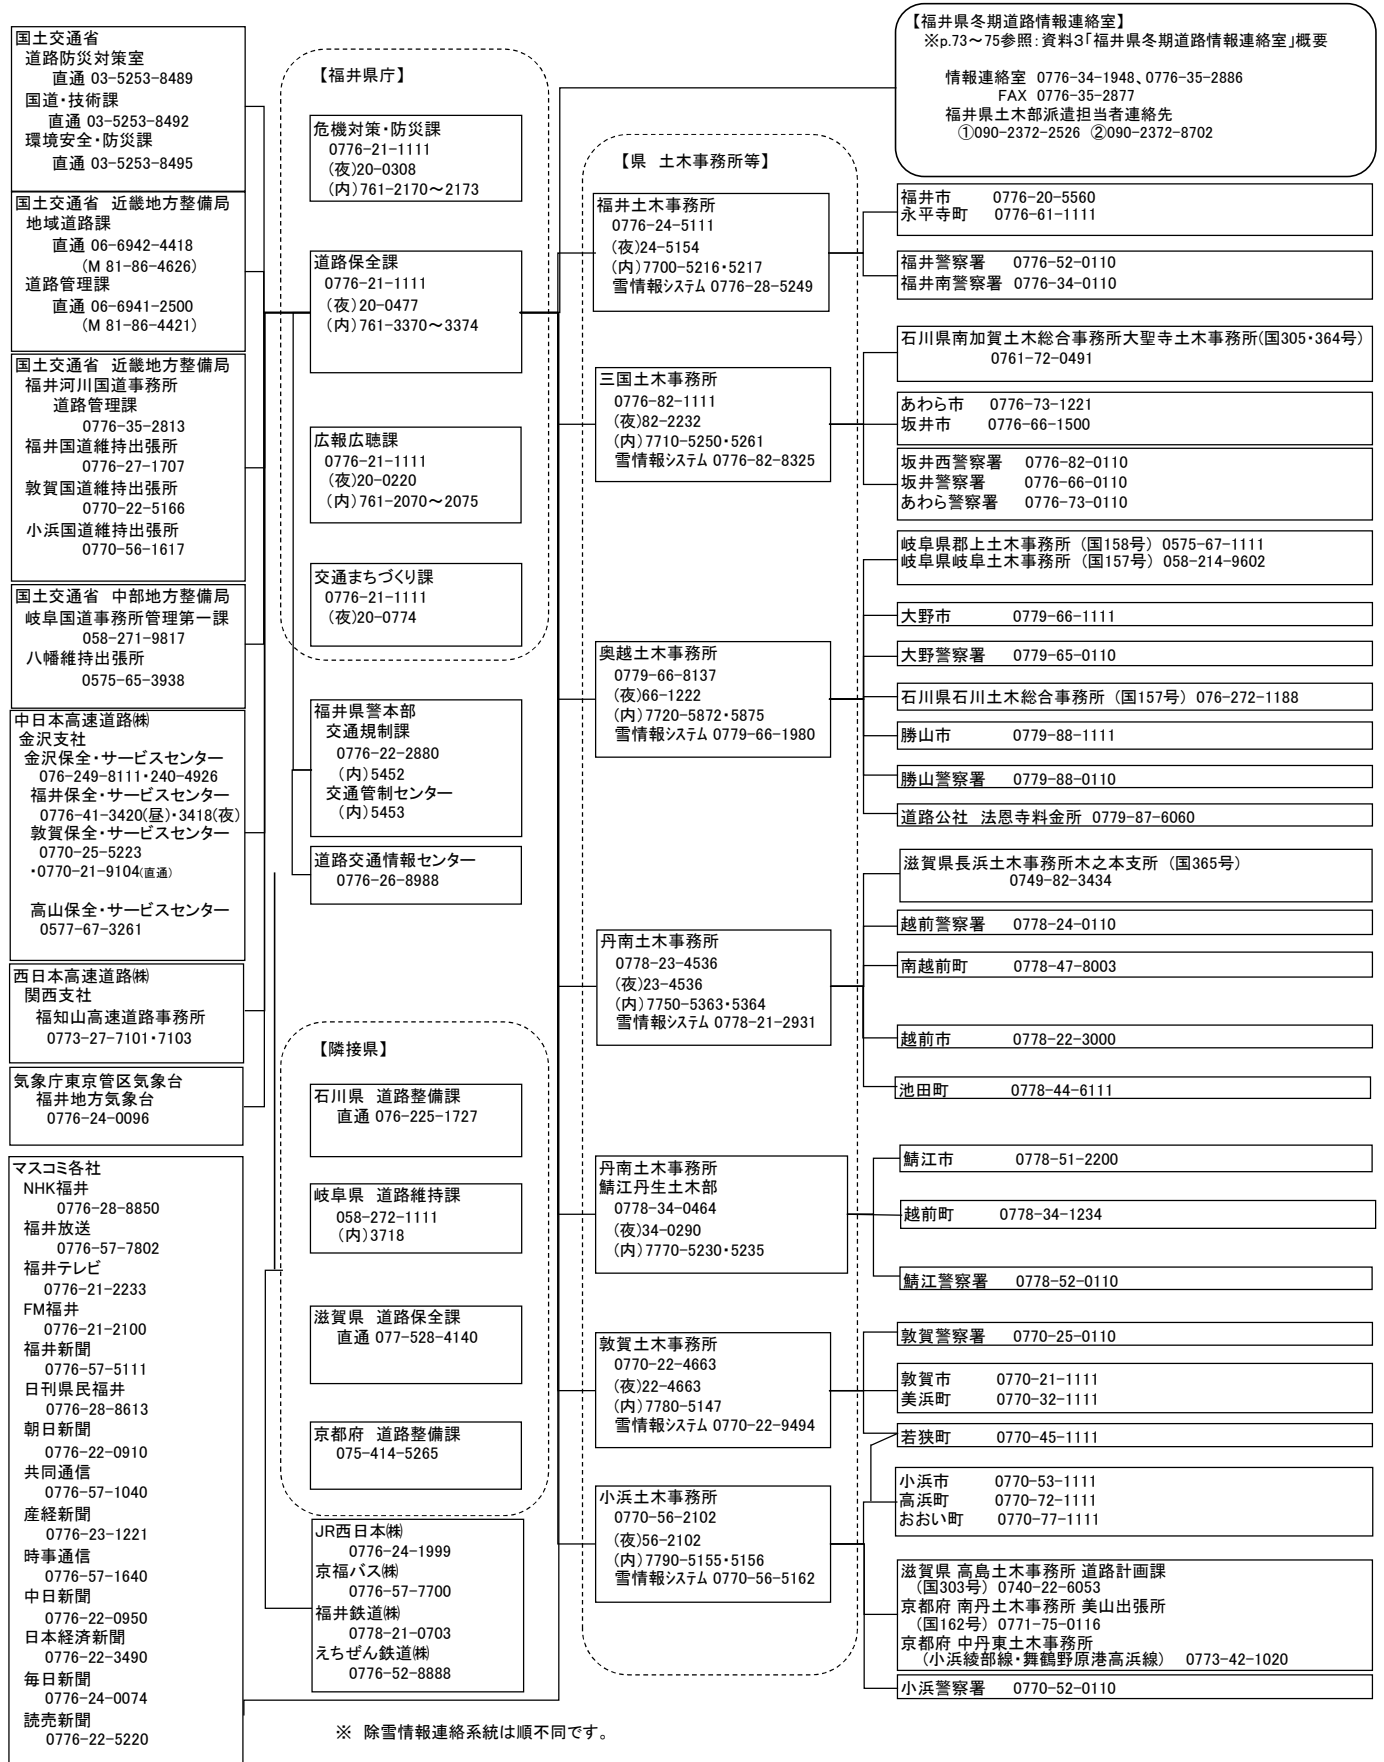 国土交通省
道路防災対策室
直通 03-5253-8489
国道・技術課
直通 03-5253-8492
環境安全・防災課
直通 03-5253-8495
国土交通省 近畿地方整備局
地域道路課
直通 06-6942-4418
(M 81-86-4626)
道路管理課
直通 06-6941-2500
(M 81-86-4421)
国土交通省 近畿地方整備局
福井河川国道事務所
道路管理課
0776-35-2813
福井国道維持出張所
0776-27-1707
敦賀国道維持出張所
0770-22-5166
小浜国道維持出張所
0770-56-1617
国土交通省 中部地方整備局
岐阜国道事務所管理第一課
058-271-9817
八幡維持出張所
0575-65-3938
中日本高速道路㈱
金沢支社
金沢保全・サービスセンター
076-249-8111・240-4926
福井保全・サービスセンター
0776-41-3420(昼)・3418(夜)
敦賀保全・サービスセンター
0770-25-5223
・0770-21-9104(直通)
高山保全・サービスセンター
0577-67-3261
西日本高速道路㈱
関西支社
福知山高速道路事務所
0773-27-7101・7103
気象庁東京管区気象台
福井地方気象台
0776-24-0096
マスコミ各社
NHK福井
0776-28-8850
福井放送
0776-57-7802
福井テレビ
0776-21-2233
FM福井
0776-21-2100
福井新聞
0776-57-5111
日刊県民福井
0776-28-8613
朝日新聞
0776-22-0910
共同通信
0776-57-1040
産経新聞
0776-23-1221
時事通信
0776-57-1640
中日新聞
0776-22-0950
日本経済新聞
0776-22-3490
毎日新聞
0776-24-0074
読売新聞
0776-22-5220
【福井県庁】
危機対策・防災課
0776-21-1111
(夜)20-0308
(内)761-2170～2173
道路保全課
0776-21-1111
(夜)20-0477
(内)761-3370～3374
広報広聴課
0776-21-1111
(夜)20-0220
(内)761-2070～2075
交通まちづくり課
0776-21-1111
(夜)20-0774
福井県警本部
交通規制課
0776-22-2880
(内)5452
交通管制センター
(内)5453
道路交通情報センター
0776-26-8988
【隣接県】
石川県 道路整備課
直通 076-225-1727
岐阜県 道路維持課
058-272-1111
(内)3718
滋賀県 道路保全課
直通 077-528-4140
京都府 道路整備課
075-414-5265
JR西日本㈱
0776-24-1999
京福バス㈱
0776-57-7700
福井鉄道㈱
0778-21-0703
えちぜん鉄道㈱
0776-52-8888
【県 土木事務所等】
福井土木事務所
0776-24-5111
(夜)24-5154
(内)7700-5216・5217
雪情報システム 0776-28-5249
三国土木事務所
0776-82-1111
(夜)82-2232
(内)7710-5250・5261
雪情報システム 0776-82-8325
奥越土木事務所
0779-66-8137
(夜)66-1222
(内)7720-5872・5875
雪情報システム 0779-66-1980
丹南土木事務所
0778-23-4536
(夜)23-4536
(内)7750-5363・5364
雪情報システム 0778-21-2931
丹南土木事務所
鯖江丹生土木部
0778-34-0464
(夜)34-0290
(内)7770-5230・5235
敦賀土木事務所
0770-22-4663
(夜)22-4663
(内)7780-5147
雪情報システム 0770-22-9494
小浜土木事務所
0770-56-2102
(夜)56-2102
(内)7790-5155・5156
雪情報システム 0770-56-5162
【福井県冬期道路情報連絡室】
※p.73～75参照:資料3「福井県冬期道路情報連絡室」概要
情報連絡室 0776-34-1948、0776-35-2886
FAX 0776-35-2877
福井県土木部派遣担当者連絡先
①090-2372-2526 ②090-2372-8702
福井市 0776-20-5560
永平寺町 0776-61-1111
福井警察署 0776-52-0110
福井南警察署 0776-34-0110
石川県南加賀土木総合事務所大聖寺土木事務所(国305・364号)
0761-72-0491
あわら市 0776-73-1221
坂井市 0776-66-1500
坂井西警察署 0776-82-0110
坂井警察署 0776-66-0110
あわら警察署 0776-73-0110
岐阜県郡上土木事務所 (国158号) 0575-67-1111
岐阜県岐阜土木事務所 (国157号) 058-214-9602
大野市 0779-66-1111
大野警察署 0779-65-0110
石川県石川土木総合事務所 (国157号) 076-272-1188
勝山市 0779-88-1111
勝山警察署 0779-88-0110
道路公社 法恩寺料金所 0779-87-6060
滋賀県長浜土木事務所木之本支所 (国365号)
0749-82-3434
越前警察署 0778-24-0110
南越前町 0778-47-8003
越前市 0778-22-3000
池田町 0778-44-6111
鯖江市 0778-51-2200
越前町 0778-34-1234
鯖江警察署 0778-52-0110
敦賀警察署 0770-25-0110
敦賀市 0770-21-1111
美浜町 0770-32-1111
若狭町 0770-45-1111
小浜市 0770-53-1111
高浜町 0770-72-1111
おおい町 0770-77-1111
滋賀県 高島土木事務所 道路計画課
(国303号) 0740-22-6053
京都府 南丹土木事務所 美山出張所
(国162号) 0771-75-0116
京都府 中丹東土木事務所
(小浜綾部線・舞鶴野原港高浜線) 0773-42-1020
小浜警察署 0770-52-0110
※ 除雪情報連絡系統は順不同です。